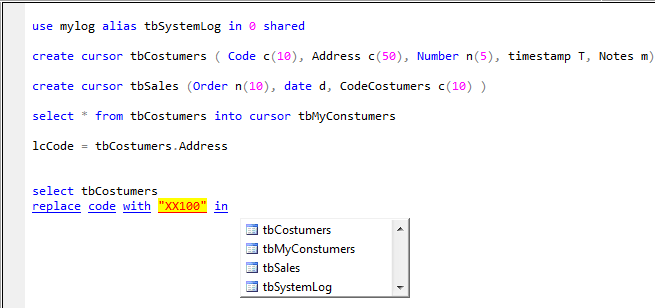 use mylog alias tbSystemLog in 0 shared
create cursor tbCostumers ( Code c(10), Address c(50), Number n(5), timestamp T, Notes m)
create cursor tbSales (Order n(10), date d, CodeCostumers c(10) )
select * from tbCostumers into cursor tbMyConstumers
lcCode = tbCostumers.Address
select tbCostumers
replace code with "XX100" in
tbCostumers
tbMyConstumers
tbSales
tbSystemLog